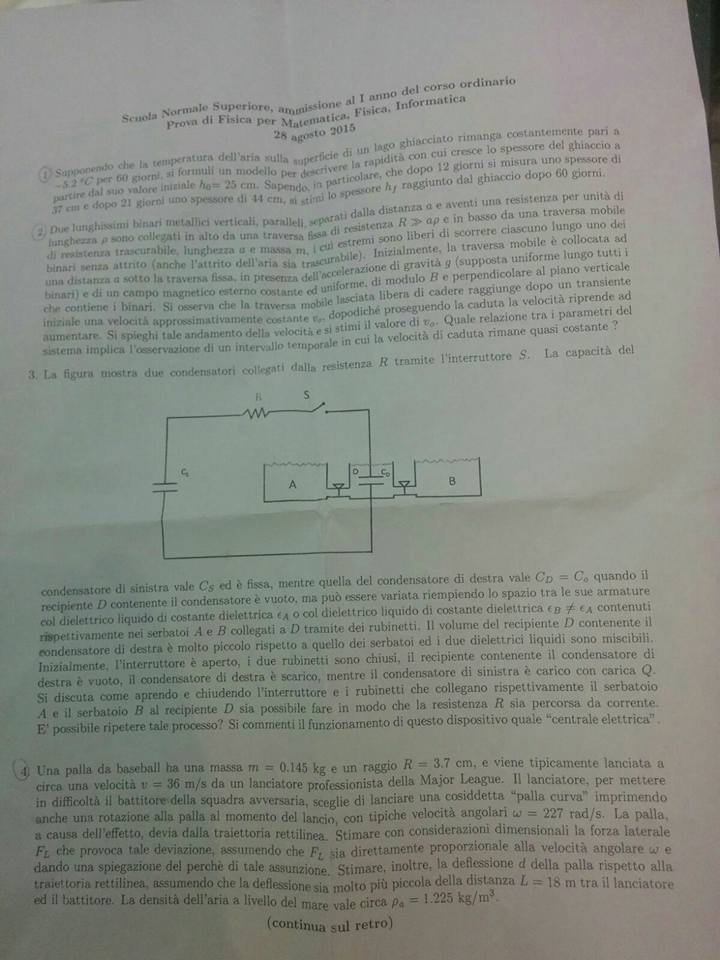 Scuola Normale Superiore, ammissione al I anno del corso ordinario
Prova di Fisica per Matematica, Fisica, Informatica
28 agosto 2015
1 Supponendo che la temperatura dell'aria sulla superficie di un lago ghiacciato rimanga costantemente pari a
−5.2 °C per 60 giorni, si formuli un modello per descrivere la rapidità con cui cresce lo spessore del ghiaccio a
partire dal suo valore iniziale h₀= 25 cm. Sapendo, in particolare, che dopo 12 giorni si misura uno spessore di
37 cm e dopo 21 giorni uno spessore di 44 cm, si stimi lo spessore h_f raggiunto dal ghiaccio dopo 60 giorni.
2. Due lunghissimi binari metallici verticali, paralleli, separati dalla distanza a e aventi una resistenza per unità di
lunghezza ρ sono collegati in alto da una traversa fissa di resistenza R ≫ aρ e in basso da una traversa mobile
di resistenza trascurabile, lunghezza a e massa m, i cui estremi sono liberi di scorrere ciascuno lungo uno dei
binari senza attrito (anche l'attrito dell'aria sia trascurabile). Inizialmente, la traversa mobile è collocata ad
una distanza a sotto la traversa fissa, in presenza dell'accelerazione di gravità g (supposta uniforme lungo tutti i
binari) e di un campo magnetico esterno costante ed uniforme, di modulo B e perpendicolare al piano verticale
che contiene i binari. Si osserva che la traversa mobile lasciata libera di cadere raggiunge dopo un transiente
iniziale una velocità approssimativamente costante vₒ, dopodiché proseguendo la caduta la velocità riprende ad
aumentare. Si spieghi tale andamento della velocità e si stimi il valore di vₒ. Quale relazione tra i parametri del
sistema implica l'osservazione di un intervallo temporale in cui la velocità di caduta rimane quasi costante ?
3. La figura mostra due condensatori collegati dalla resistenza R tramite l'interruttore S. La capacità del
R S
Cₛ
A D C_D B
condensatore di sinistra vale C_S ed è fissa, mentre quella del condensatore di destra vale C_D = Cₒ quando il
recipiente D contenente il condensatore è vuoto, ma può essere variata riempiendo lo spazio tra le sue armature
col dielettrico liquido di costante dielettrica ϵ_A o col dielettrico liquido di costante dielettrica ϵ_B ≠ ϵ_A contenuti
rispettivamente nei serbatoi A e B collegati a D tramite dei rubinetti. Il volume del recipiente D contenente il
condensatore di destra è molto piccolo rispetto a quello dei serbatoi ed i due dielettrici liquidi sono miscibili.
Inizialmente, l'interruttore è aperto, i due rubinetti sono chiusi, il recipiente contenente il condensatore di
destra è vuoto, il condensatore di destra è scarico, mentre il condensatore di sinistra è carico con carica Q.
Si discuta come aprendo e chiudendo l'interruttore e i rubinetti che collegano rispettivamente il serbatoio
A e il serbatoio B al recipiente D sia possibile fare in modo che la resistenza R sia percorsa da corrente.
E' possibile ripetere tale processo? Si commenti il funzionamento di questo dispositivo quale "centrale elettrica".
4. Una palla da baseball ha una massa m = 0.145 kg e un raggio R = 3.7 cm, e viene tipicamente lanciata a
circa una velocità v = 36 m/s da un lanciatore professionista della Major League. Il lanciatore, per mettere
in difficoltà il battitore della squadra avversaria, sceglie di lanciare una cosiddetta "palla curva" imprimendo
anche una rotazione alla palla al momento del lancio, con tipiche velocità angolari ω = 227 rad/s. La palla,
a causa dell'effetto, devia dalla traiettoria rettilinea. Stimare con considerazioni dimensionali la forza laterale
F_L che provoca tale deviazione, assumendo che F_L sia direttamente proporzionale alla velocità angolare ω e
dando una spiegazione del perchè di tale assunzione. Stimare, inoltre, la deflessione d della palla rispetto alla
traiettoria rettilinea, assumendo che la deflessione sia molto più piccola della distanza L = 18 m tra il lanciatore
ed il battitore. La densità dell'aria a livello del mare vale circa ρₐ = 1.225 kg/m³.
(continua sul retro)